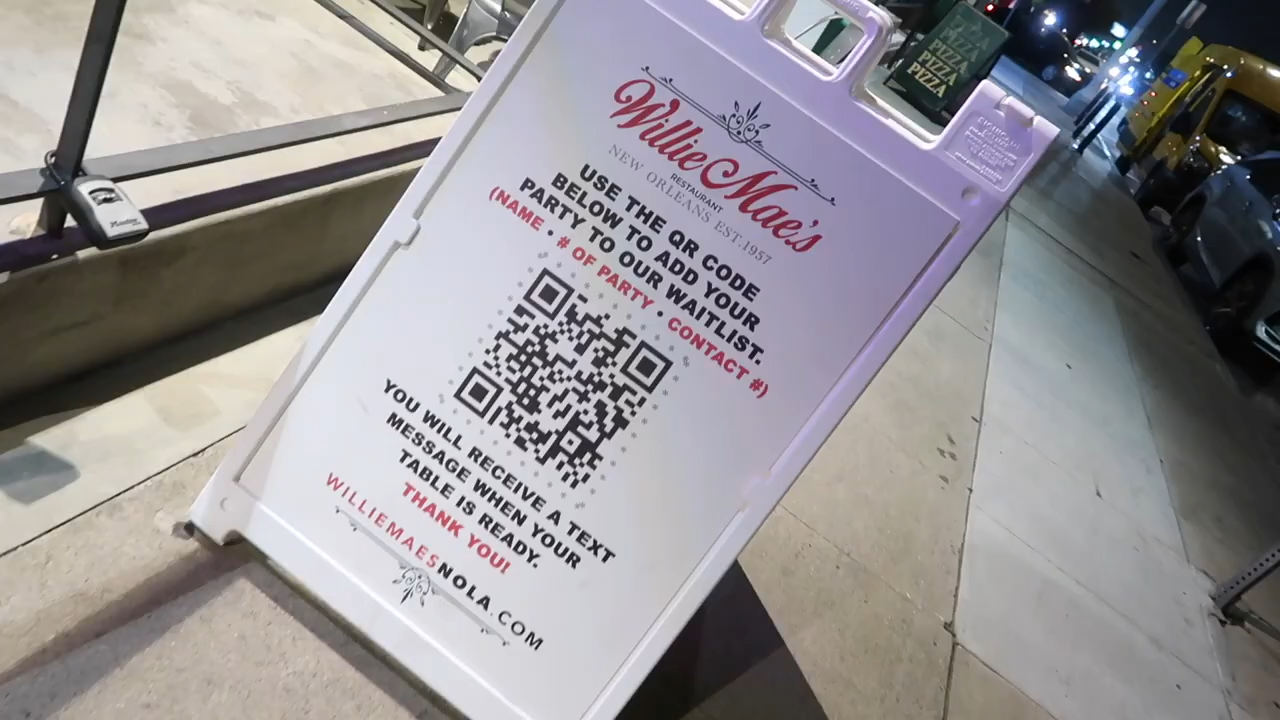 Willie Mae's
RESTAURANT
NEW ORLEANS EST.1957
USE THE QR CODE
BELOW TO ADD YOUR
PARTY TO OUR WAITLIST.
(NAME • # OF PARTY • CONTACT #)
YOU WILL RECEIVE A TEXT
MESSAGE WHEN YOUR
TABLE IS READY.
THANK YOU!
WILLIEMAESNOLA.COM
PIZZA
PIZZA
PIZZA
PIZZA